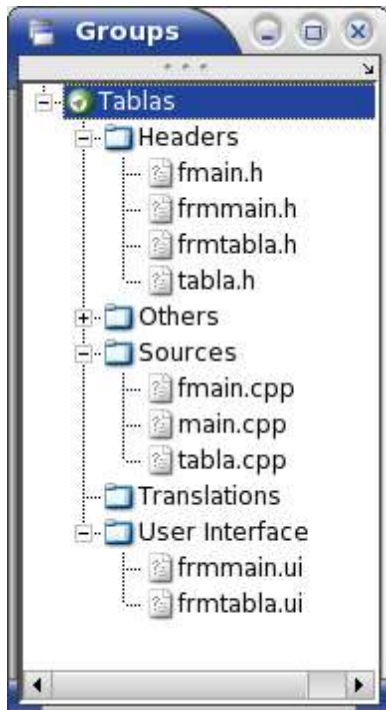 Groups
Tablas
Headers
fmain.h
frmmain.h
frmtabla.h
tabla.h
Others
Sources
fmain.cpp
main.cpp
tabla.cpp
Translations
User Interface
frmmain.ui
frmtabla.ui